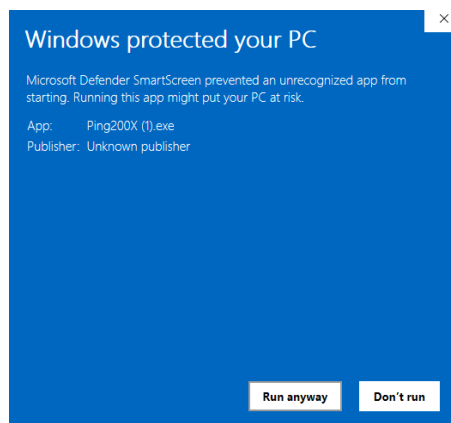 Windows protected your PC
Microsoft Defender SmartScreen prevented an unrecognized app from
starting. Running this app might put your PC at risk.
App: Ping200X (1).exe
Publisher: Unknown publisher
Run anyway Don't run